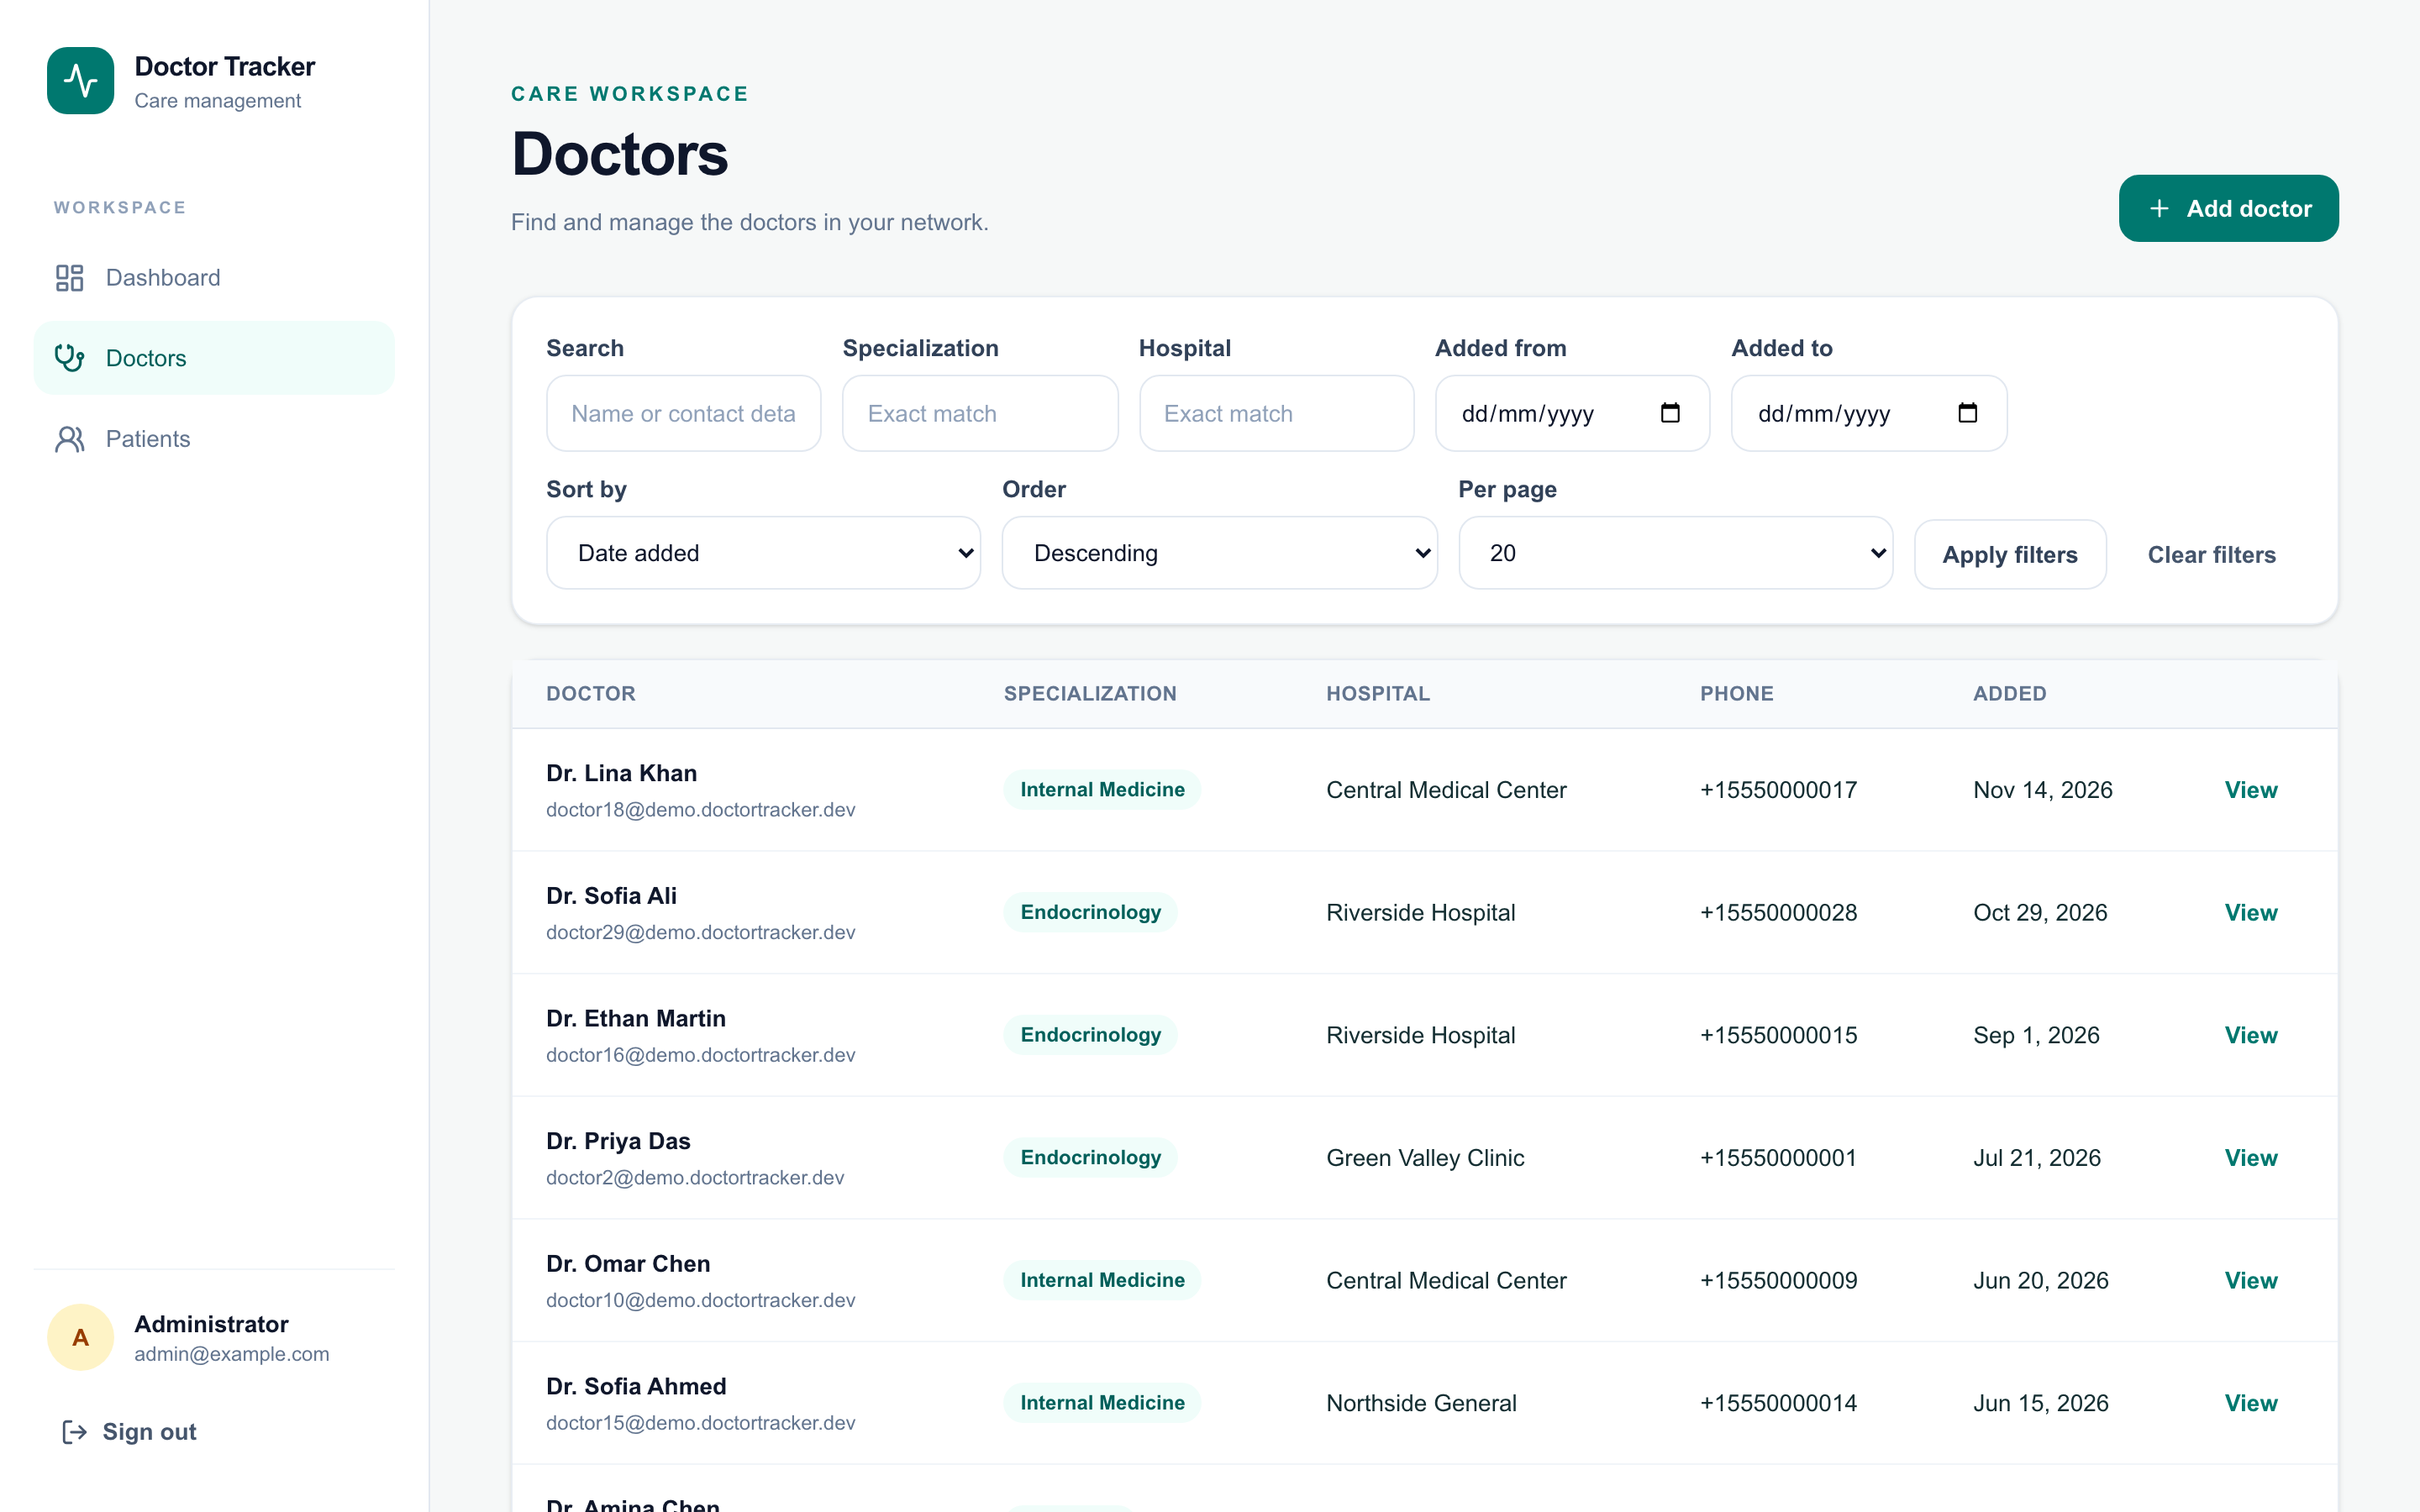 Doctor Tracker
Care management
WORKSPACE
Dashboard
Doctors
Patients
Administrator
A
admin@example.com
Sign out
CARE WORKSPACE
Doctors
Find and manage the doctors in your network.
Add doctor
Search Specialization Hospital Added from Added to
Name or contact deta Exact match Exact match dd/mm/yyyy dd/mm/yyyy
Sort by Order Per page
Date added Descending 20 Apply filters Clear filters
DOCTOR SPECIALIZATION HOSPITAL PHONE ADDED
Dr. Lina Khan
doctor18@demo.doctortracker.dev
Internal Medicine Central Medical Center +15550000017 Nov 14, 2026 View
Dr. Sofia Ali
doctor29@demo.doctortracker.dev
Endocrinology Riverside Hospital +15550000028 Oct 29, 2026 View
Dr. Ethan Martin
doctor16@demo.doctortracker.dev
Endocrinology Riverside Hospital +15550000015 Sep 1, 2026 View
Dr. Priya Das
doctor2@demo.doctortracker.dev
Endocrinology Green Valley Clinic +15550000001 Jul 21, 2026 View
Dr. Omar Chen
doctor10@demo.doctortracker.dev
Internal Medicine Central Medical Center +15550000009 Jun 20, 2026 View
Dr. Sofia Ahmed
doctor15@demo.doctortracker.dev
Internal Medicine Northside General +15550000014 Jun 15, 2026 View
Dr. Amina Chen